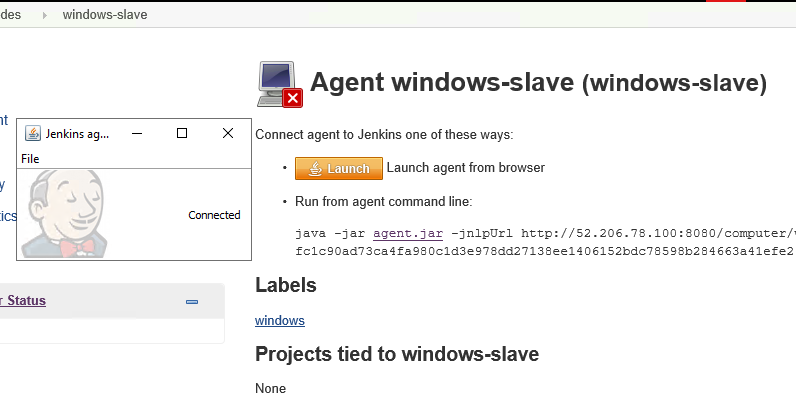 des
windows-slave
Agent windows-slave (windows-slave)
Jenkins ag...
File
Connected
Connect agent to Jenkins one of these ways:
Launch
Launch agent from browser
Run from agent command line:
java -jar agent.jar -jnlpUrl http://52.206.78.100:8080/computer/
fc1c90ad73ca4fa980c1d3e978dd27138ee1406152bdc78598b284663a41efe2
nt
y
tics
r Status
Labels
windows
Projects tied to windows-slave
None